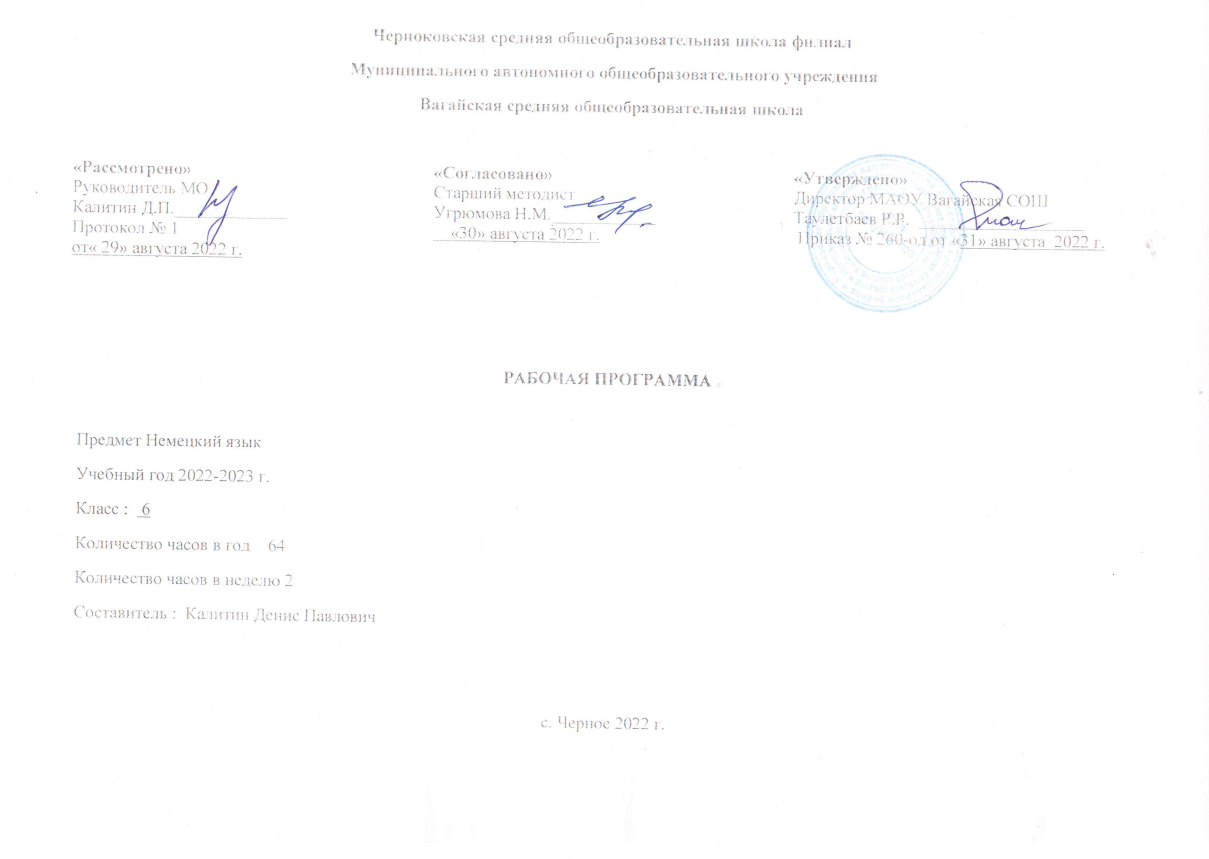 Черноковская средняя общеобразовательная школа филиал
Муниципального автономного общеобразовательного учреждения
Вагайская средняя общеобразовательная школа
«Рассмотрено»
Руководитель МО
Калитин Д.П.
Протокол № 1
от« 29» августа 2022 г.
«Согласовано»
Старший методист
Угрюмова Н.М.
«30» августа 2022 г.
«Утверждено»
Директор МАОУ Вагайская СОШ
Таулетбаев Р.Р.
Приказ № 260-од от «31» августа 2022 г.
РАБОЧАЯ ПРОГРАММА
Предмет Немецкий язык
Учебный год 2022-2023 г.
Класс : 6
Количество часов в год 64
Количество часов в неделю 2
Составитель : Калитин Денис Павлович
с. Черное 2022 г.